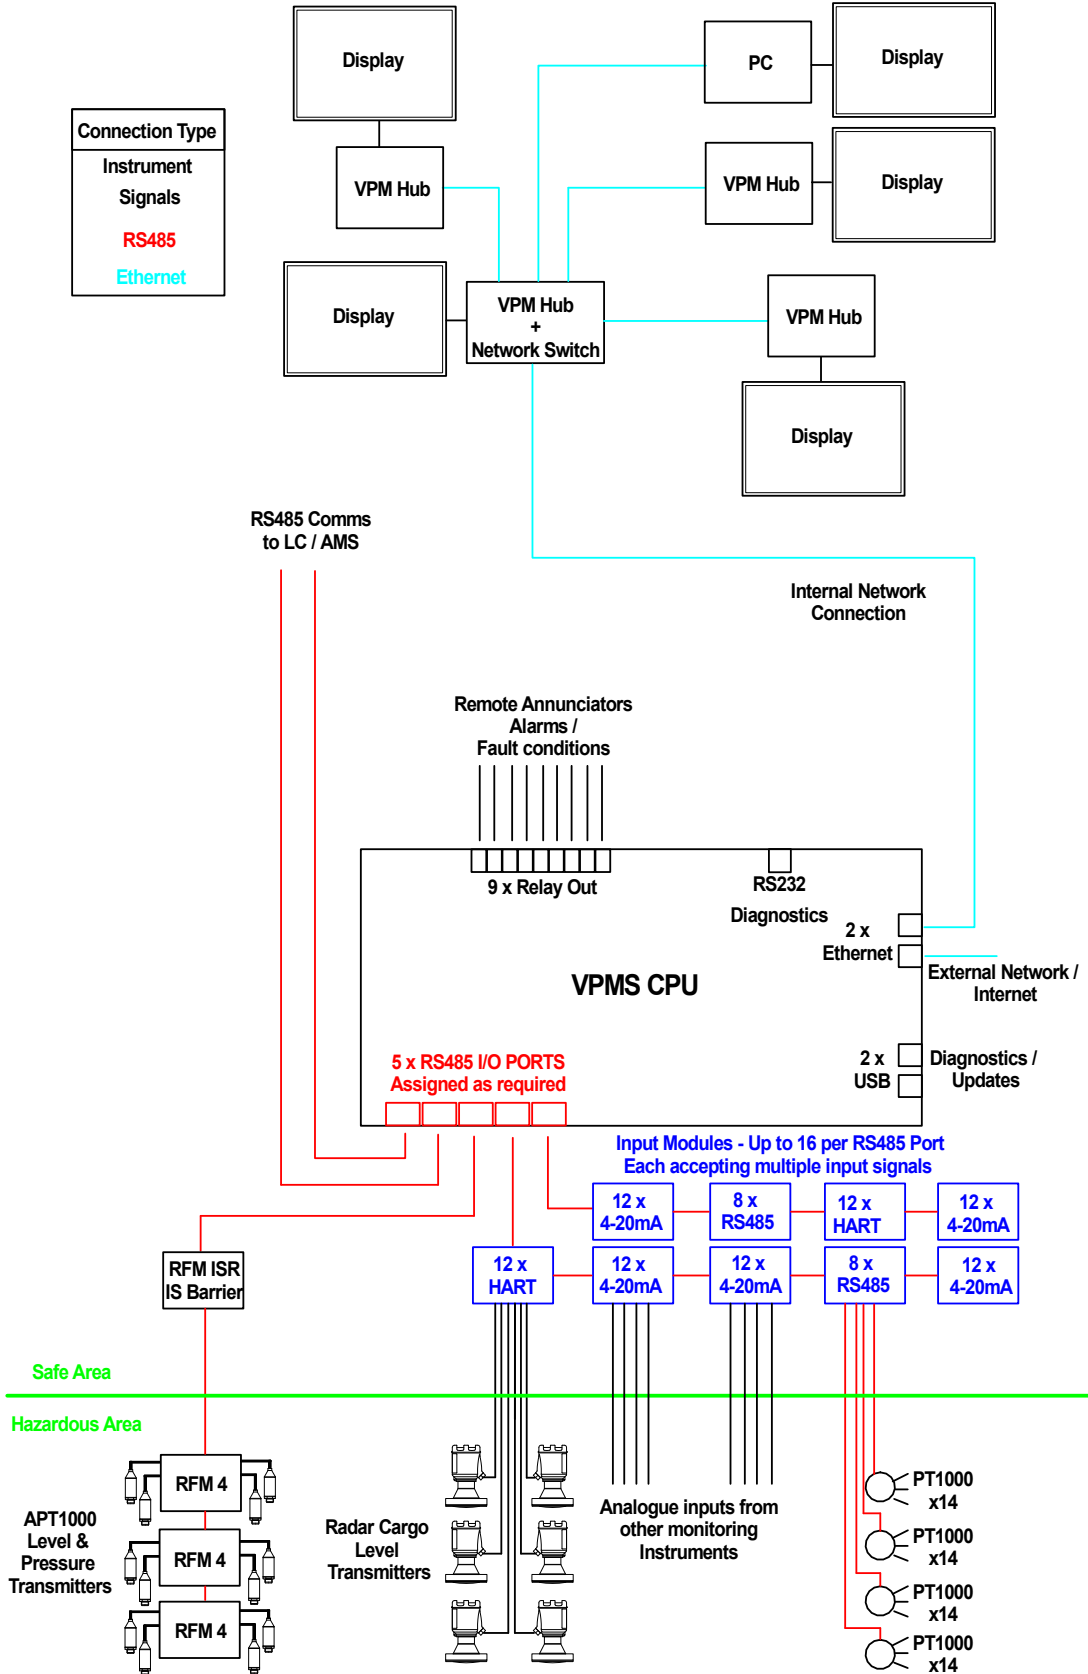 Display
PC
Display
Connection Type
Instrument
Signals
RS485
Ethernet
VPM Hub
VPM Hub
Display
Display
VPM Hub
+
Network Switch
VPM Hub
Display
RS485 Comms
to LC / AMS
Internal Network
Connection
Remote Annunciators
Alarms /
Fault conditions
9 x Relay Out
RS232
Diagnostics
2 x
Ethernet
External Network /
Internet
VPMS CPU
2 x
USB
Diagnostics /
Updates
5 x RS485 I/O PORTS
Assigned as required
Input Modules - Up to 16 per RS485 Port
Each accepting multiple input signals
12 x
4-20mA
8 x
RS485
12 x
HART
12 x
4-20mA
RFM ISR
IS Barrier
12 x
HART
12 x
4-20mA
12 x
4-20mA
8 x
RS485
12 x
4-20mA
Safe Area
Hazardous Area
APT1000
Level &
Pressure
Transmitters
RFM 4
RFM 4
RFM 4
Radar Cargo
Level
Transmitters
Analogue inputs from
other monitoring
Instruments
PT1000
x14
PT1000
x14
PT1000
x14
PT1000
x14